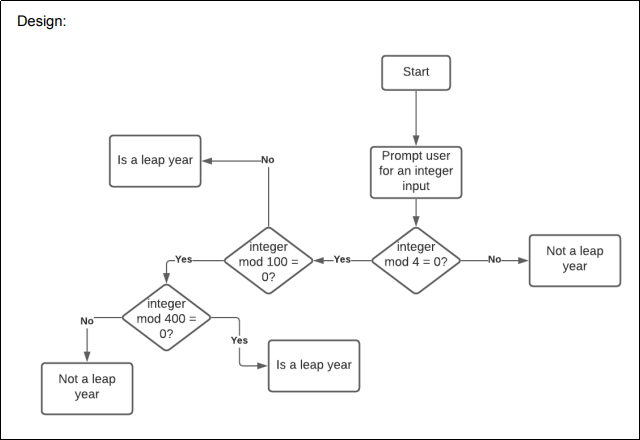 Design:
Start
Prompt user
for an integer
input
Is a leap year
No
integer
mod 4 = 0?
Yes
No
Not a leap
year
integer
mod 100 =
0?
Yes
integer
mod 400 =
0?
No
Yes
Is a leap year
Not a leap
year